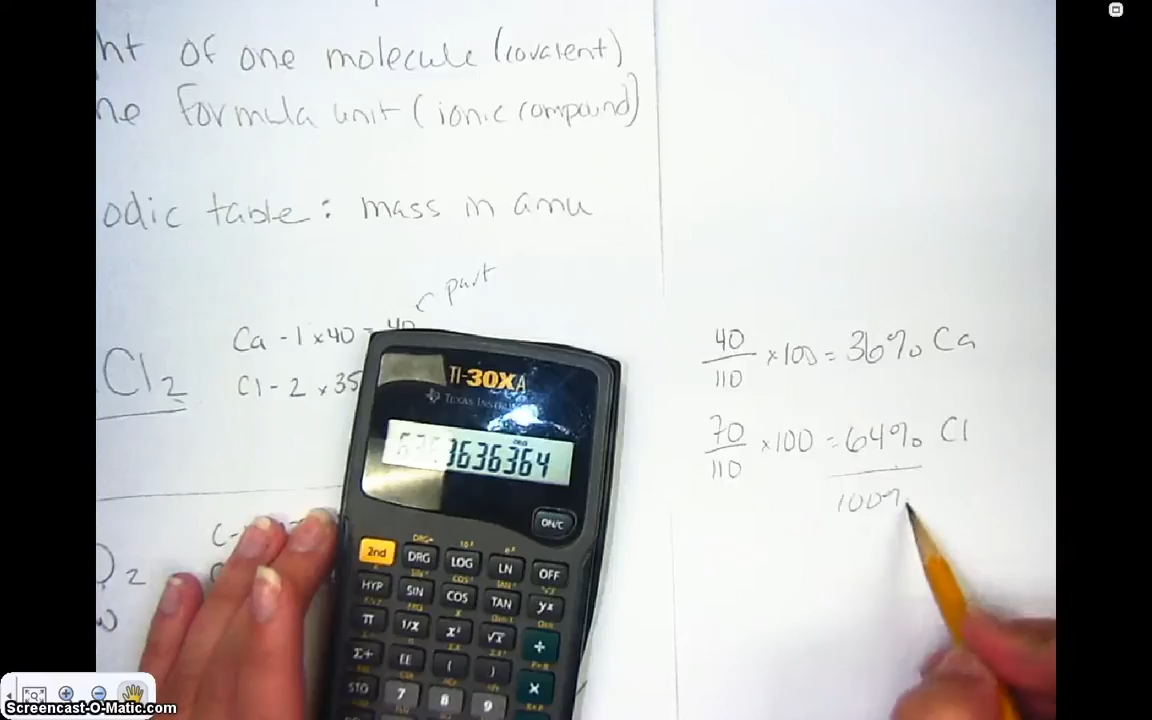 ht of one molecule (covalent)
ne formula unit (ionic compound)
odic table: mass in amu
part
Ca - 1 x 40 = 40
Cl2
Cl - 2 x 35
40/110 x 100 = 36% Ca
70/110 x 100 = 64% Cl
100%
TI-30XA
TEXAS INSTR
636364
ON/C
2nd
DRG
LOG
LN
OFF
HYP
SIN
COS
TAN
yx
π
1/x
x²
√x
÷
Σ+
EE
(
)
x
STO
7
8
9
2
Screencast-O-Matic.com